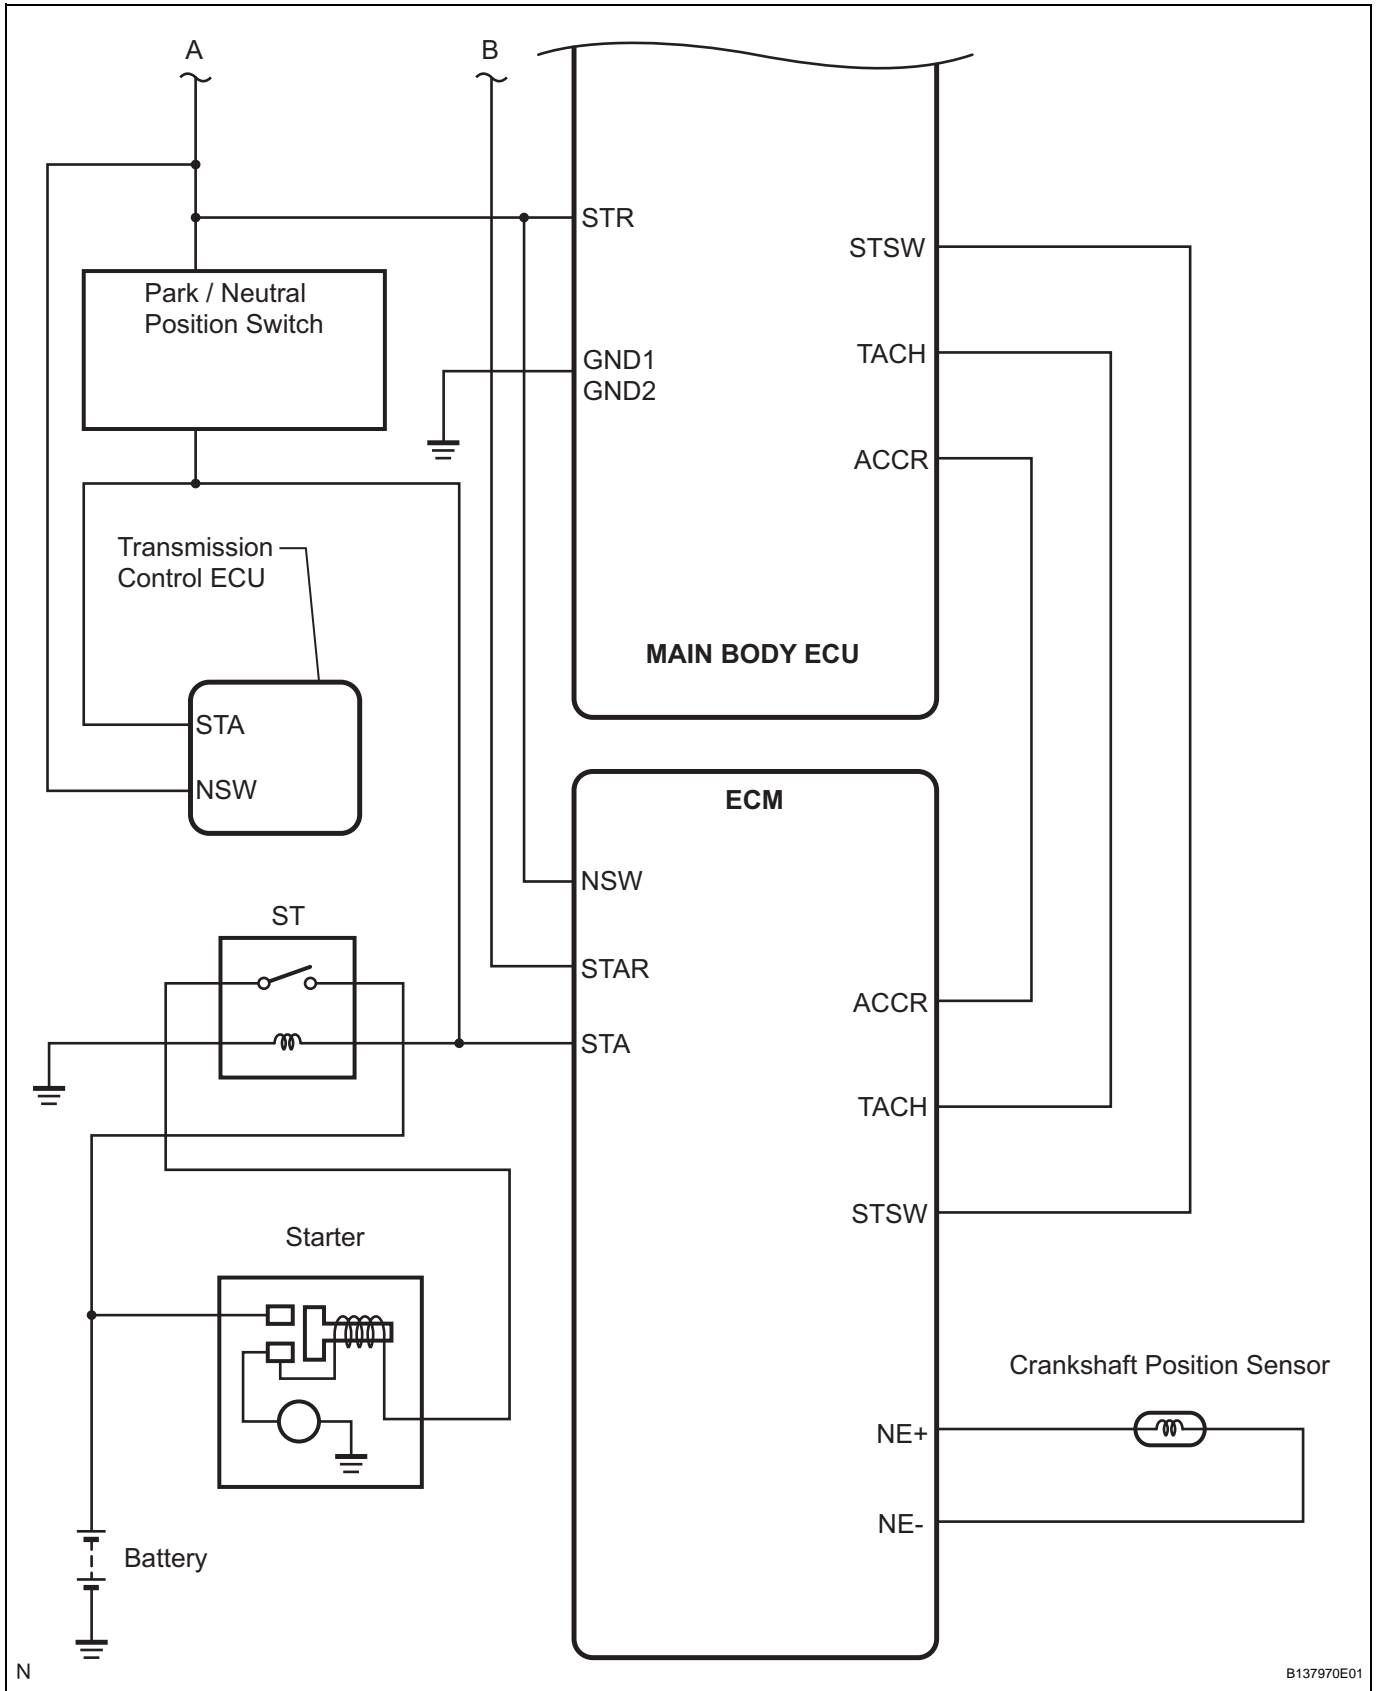 A
B
STR
STSW
Park / Neutral
Position Switch
GND1
GND2
TACH
ACCR
Transmission
Control ECU
MAIN BODY ECU
STA
NSW
ECM
NSW
ST
STAR
ACCR
STA
TACH
STSW
Starter
Crankshaft Position Sensor
NE+
NE-
Battery
N
B137970E01